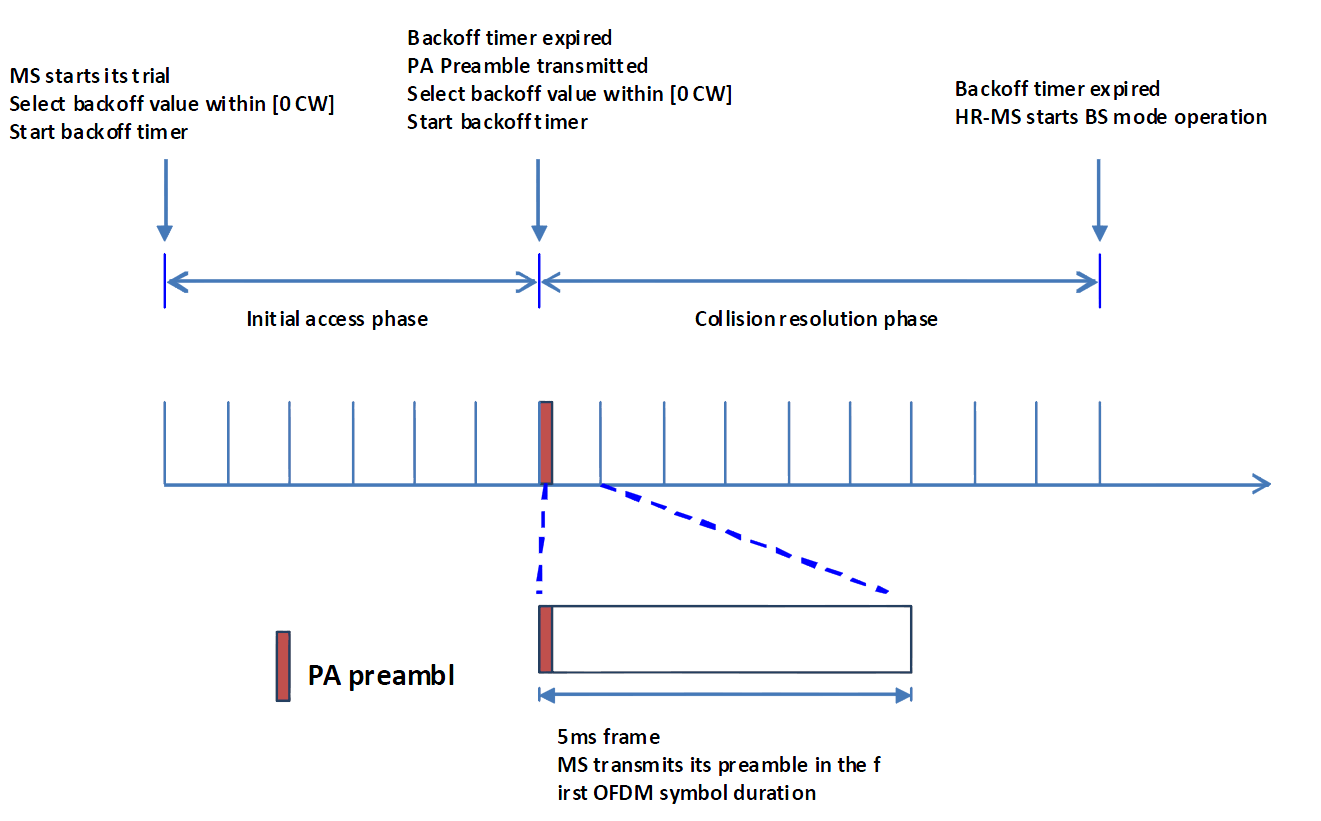 MS starts its trial
Select backoff value within [0 CW]
Start backoff timer
Backoff timer expired
PA Preamble transmitted
Select backoff value within [0 CW]
Start backoff timer
Backoff timer expired
HR-MS starts BS mode operation
Initial access phase
Collision resolution phase
PA preambl
5ms frame
MS transmits its preamble in the f
irst OFDM symbol duration